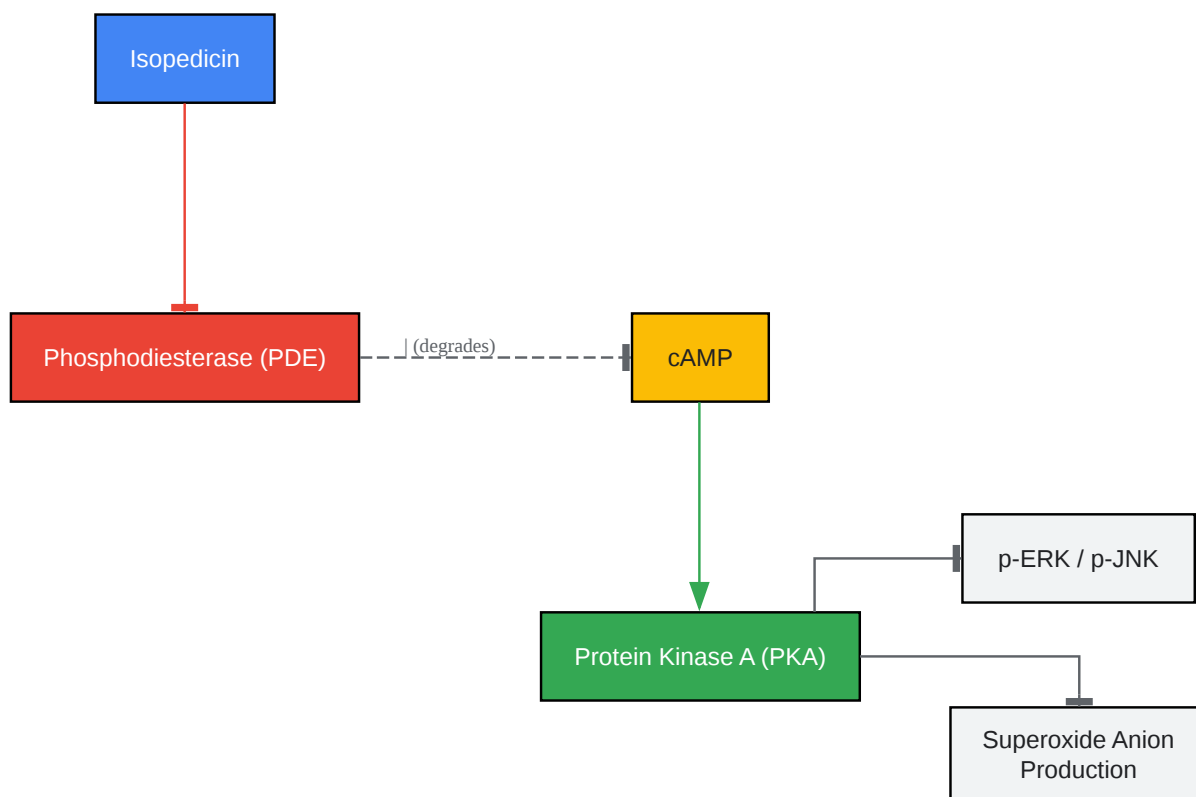 Isopedicin
Phosphodiesterase (PDE)
| (degrades)
cAMP
p-ERK / p-JNK
Protein Kinase A (PKA)
Superoxide Anion
Production